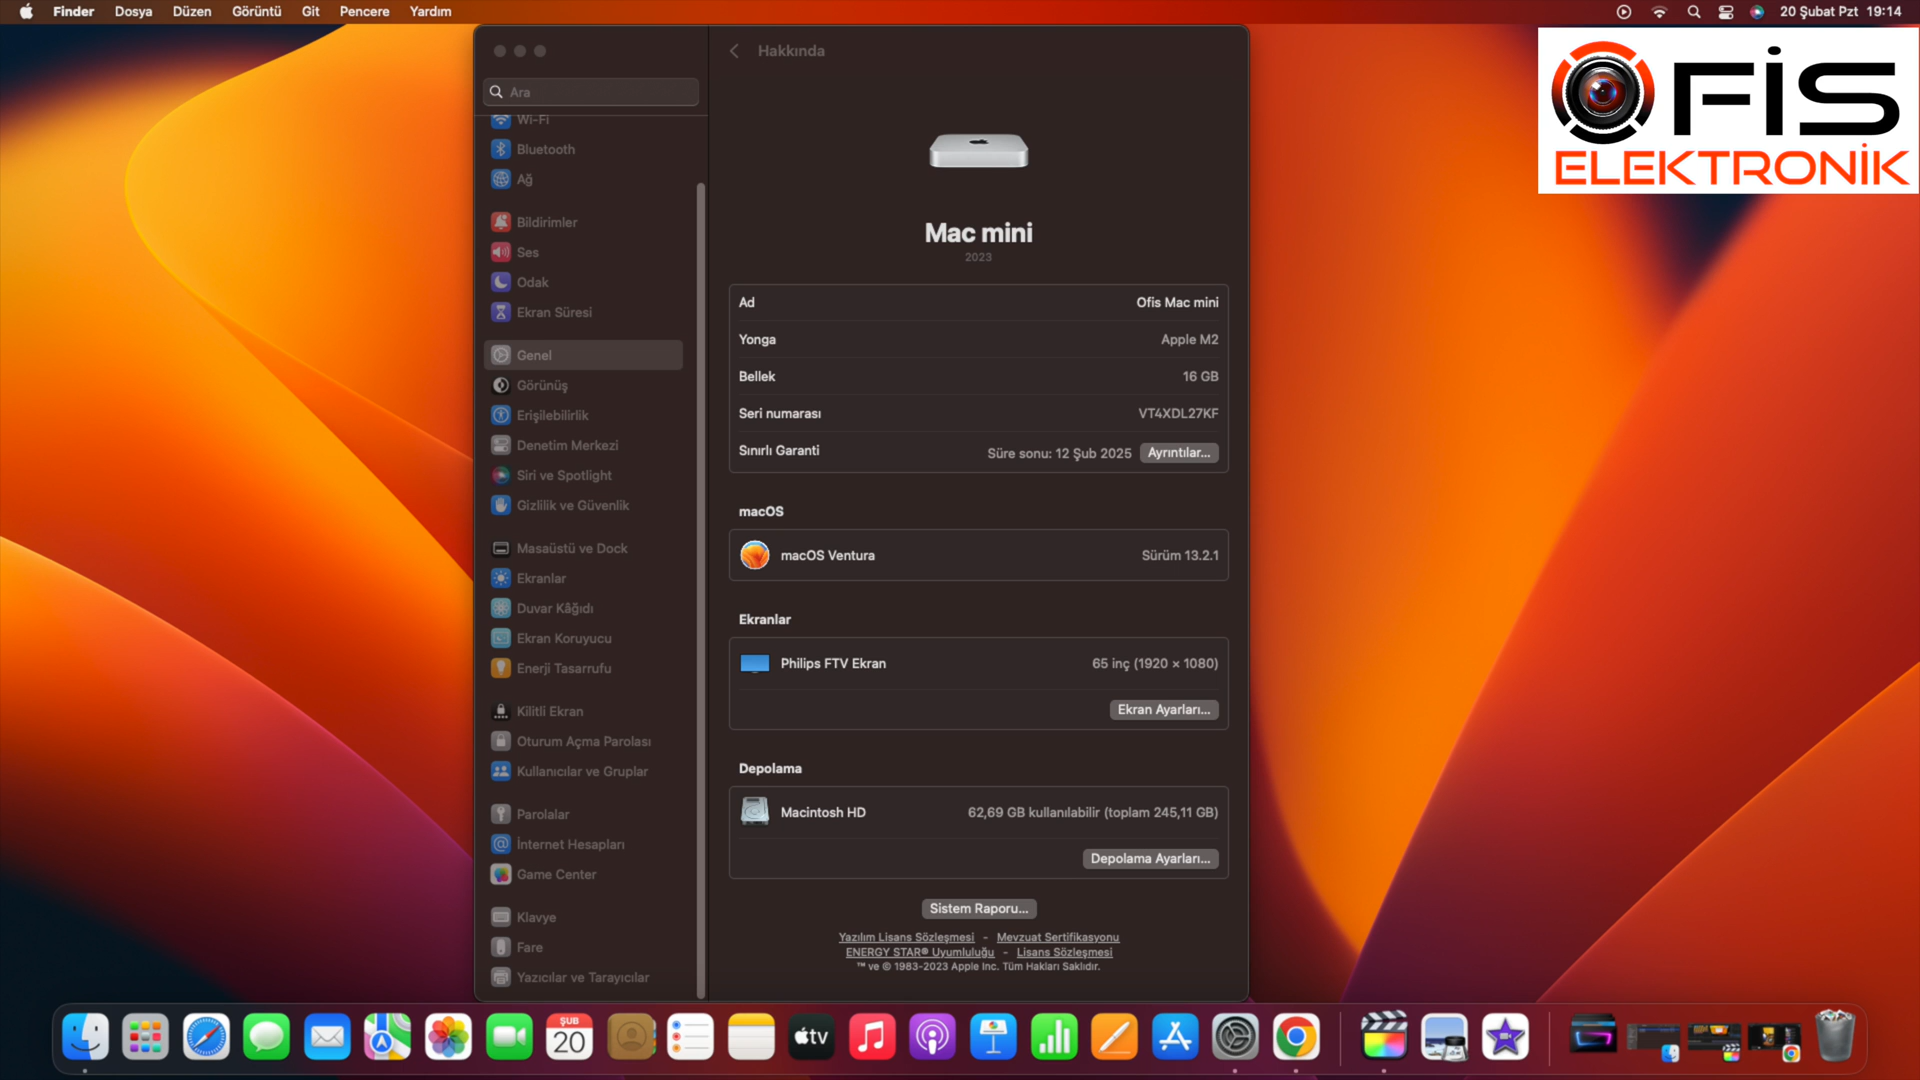 Finder Dosya Düzen Görüntü Git Pencere Yardım
20 Şubat Pzt 19:14
OFİS
ELEKTRONİK
Ara
Wi-Fi
Bluetooth
Ağ
Bildirimler
Ses
Odak
Ekran Süresi
Genel
Görünüş
Erişilebilirlik
Denetim Merkezi
Siri ve Spotlight
Gizlilik ve Güvenlik
Masaüstü ve Dock
Ekranlar
Duvar Kâğıdı
Ekran Koruyucu
Enerji Tasarrufu
Kilitli Ekran
Oturum Açma Parolası
Kullanıcılar ve Gruplar
Parolalar
İnternet Hesapları
Game Center
Klavye
Fare
Yazıcılar ve Tarayıcılar
Hakkında
Mac mini
2023
Ad Ofis Mac mini
Yonga Apple M2
Bellek 16 GB
Seri numarası VT4XDL27KF
Sınırlı Garanti Süre sonu: 12 Şub 2025 Ayrıntılar...
macOS
macOS Ventura Sürüm 13.2.1
Ekranlar
Philips FTV Ekran 65 inç (1920 × 1080)
Ekran Ayarları...
Depolama
Macintosh HD 62,69 GB kullanılabilir (toplam 245,11 GB)
Depolama Ayarları...
Sistem Raporu...
Yazılım Lisans Sözleşmesi - Mevzuat Sertifikasyonu
ENERGY STAR® Uyumluluğu - Lisans Sözleşmesi
™ ve © 1983-2023 Apple Inc. Tüm Hakları Saklıdır.
ŞUB
20
tv